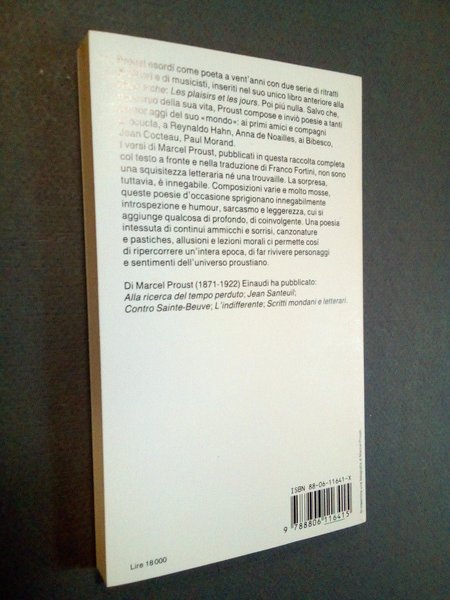 Proust esordí come poeta a vent'anni con due serie di ritratti
e di musicisti, inseriti nel suo unico libro anteriore alla
Les plaisirs et les jours. Poi piú nulla. Salvo che,
della sua vita, Proust compose e inviò poesie a tanti
del suo «mondo»: ai primi amici e compagni
a Reynaldo Hahn, Anna de Noailles, ai Bibesco,
Jean Cocteau, Paul Morand.
I versi di Marcel Proust, pubblicati in questa raccolta completa
col testo a fronte e nella traduzione di Franco Fortini, non sono
una squisitezza letteraria né una trouvaille. La sorpresa,
tuttavia, è innegabile. Composizioni varie e molto mosse,
queste poesie d'occasione sprigionano innegabilmente
introspezione e humour, sarcasmo e leggerezza, cui si
aggiunge qualcosa di profondo, di coinvolgente. Una poesia
intessuta di continui ammicchi e sorrisi, canzonature
e pastiches, allusioni e lezioni morali ci permette cosí
di ripercorrere un'intera epoca, di far rivivere personaggi
e sentimenti dell'universo proustiano.
Di Marcel Proust (1871-1922) Einaudi ha pubblicato:
Alla ricerca del tempo perduto; Jean Santeuil;
Contro Sainte-Beuve; L'indifferente; Scritti mondani e letterari.
ISBN 88-06-11641-X
9 788806 116415
Lire 18 000